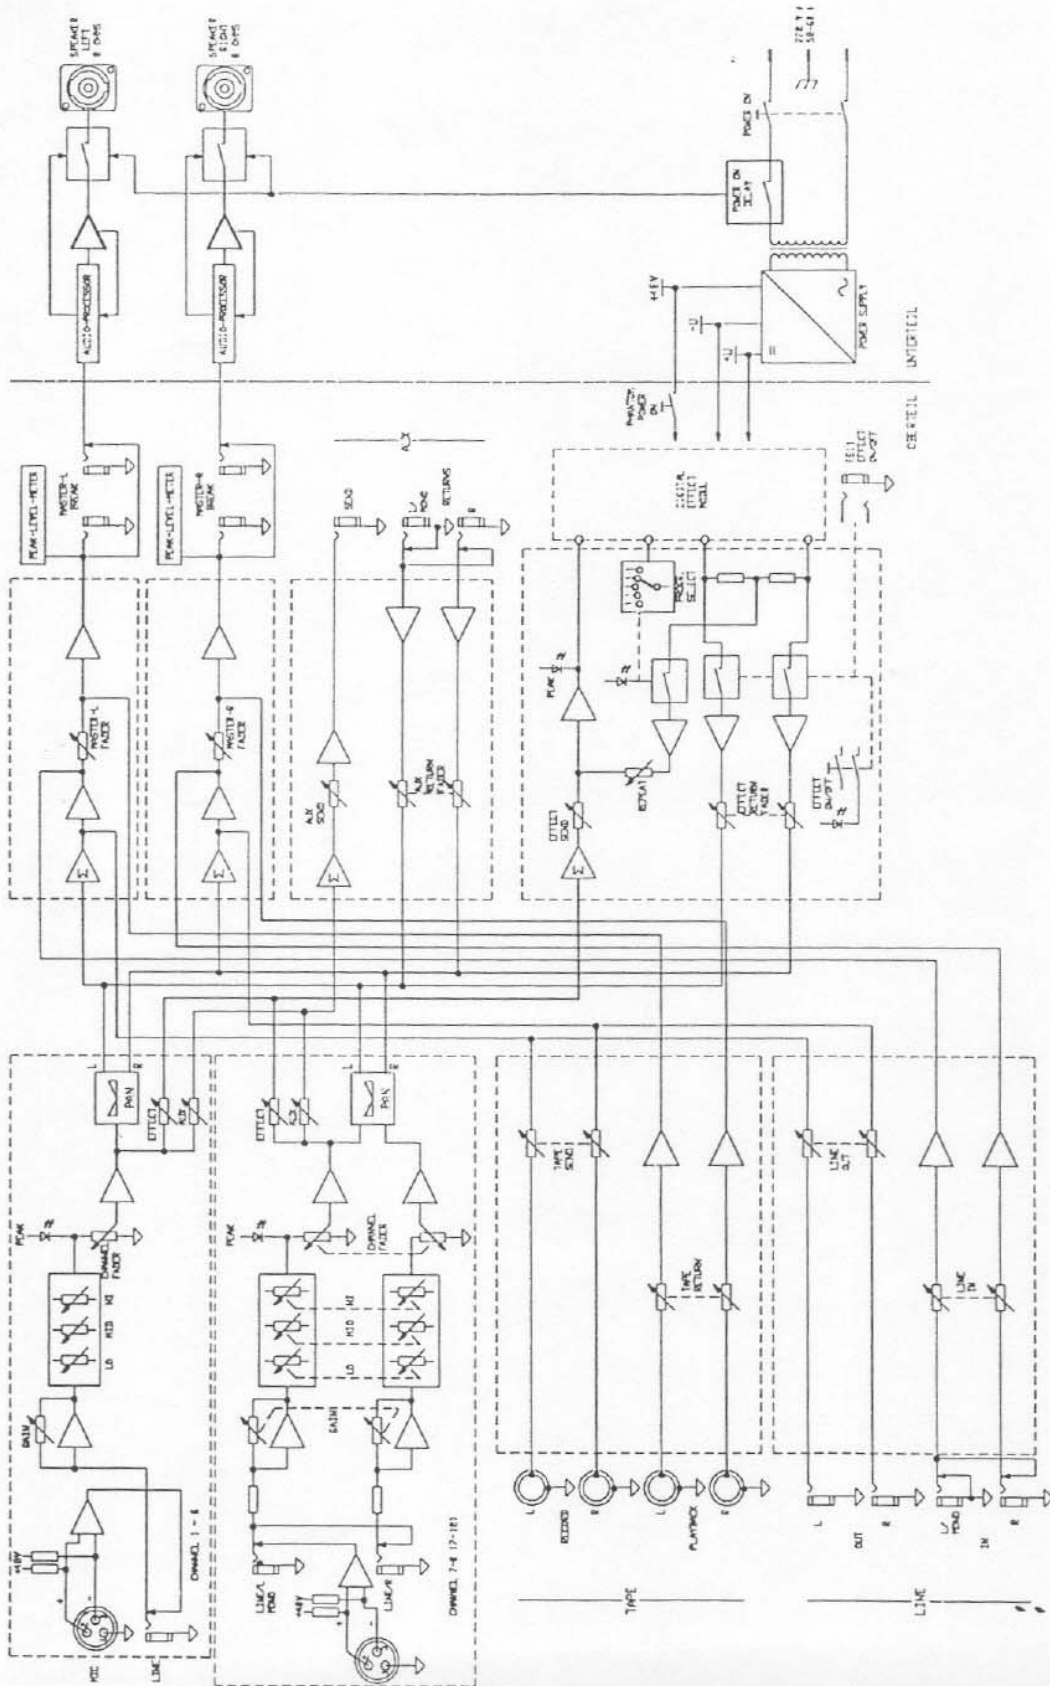 SPEAKER
LEFT
8 OHMS
SPEAKER
RIGHT
8 OHMS
AUDIO-PROCESSOR
AUDIO-PROCESSOR
POWER ON
POWER ON
DELAY
+48V
-U
+U
POWER SUPPLY
UNTERTEIL
OBERTEIL
PHANTOM
POWER
ON
PEAK-LEVEL-METER
MASTER-L
BREAK
PEAK-LEVEL-METER
MASTER-R
BREAK
AUX
SEND
L/
MONO
RETURNS
R
DIGITAL
EFFECT
MODUL
EFFECT
ON/OFF
PROGR.
SELECT
PEAK
MASTER-L
FADER
MASTER-R
FADER
AUX
SEND
AUX
RETURN
FADER
EFFECT
SEND
REPEAT
EFFECT
RETURN
FADER
EFFECT
ON/OFF
Σ
Σ
Σ
Σ
L
R
PAN
EFFECT
AUX
EFFECT
AUX
L
R
PAN
PEAK
CHANNEL
FADER
HI
MID
LO
GAIN
+48V
CHANNEL 1 - 6
MIC
LINE
PEAK
CHANNEL
FADER
HI
MID
LO
GAIN
LINE/L
MONO
+48V
LINE/R
TAPE
SEND
TAPE
RETURN
LINE
OUT
LINE
IN
L
RECORD
R
L
PLAYBACK
R
TAPE
L
OUT
R
L/
MONO
IN
R
LINE